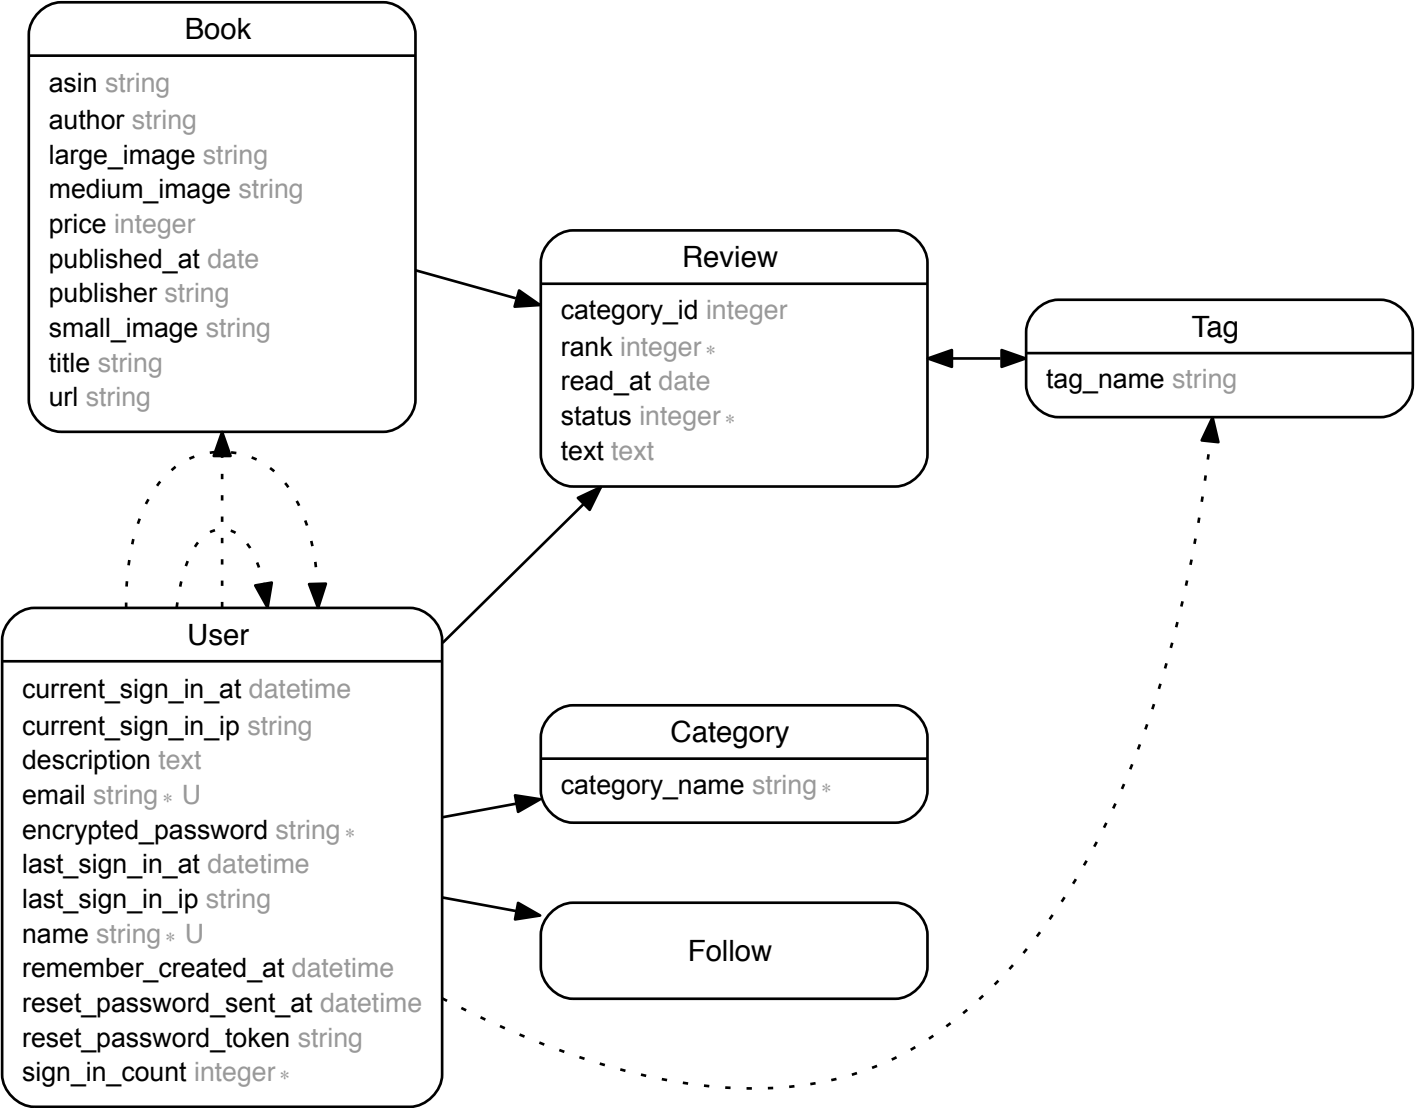 Book
asin string
author string
large_image string
medium_image string
price integer
published_at date
publisher string
small_image string
title string
url string
Review
category_id integer
rank integer *
read_at date
status integer *
text text
Tag
tag_name string
User
current_sign_in_at datetime
current_sign_in_ip string
description text
email string * U
encrypted_password string *
last_sign_in_at datetime
last_sign_in_ip string
name string * U
remember_created_at datetime
reset_password_sent_at datetime
reset_password_token string
sign_in_count integer *
Category
category_name string *
Follow